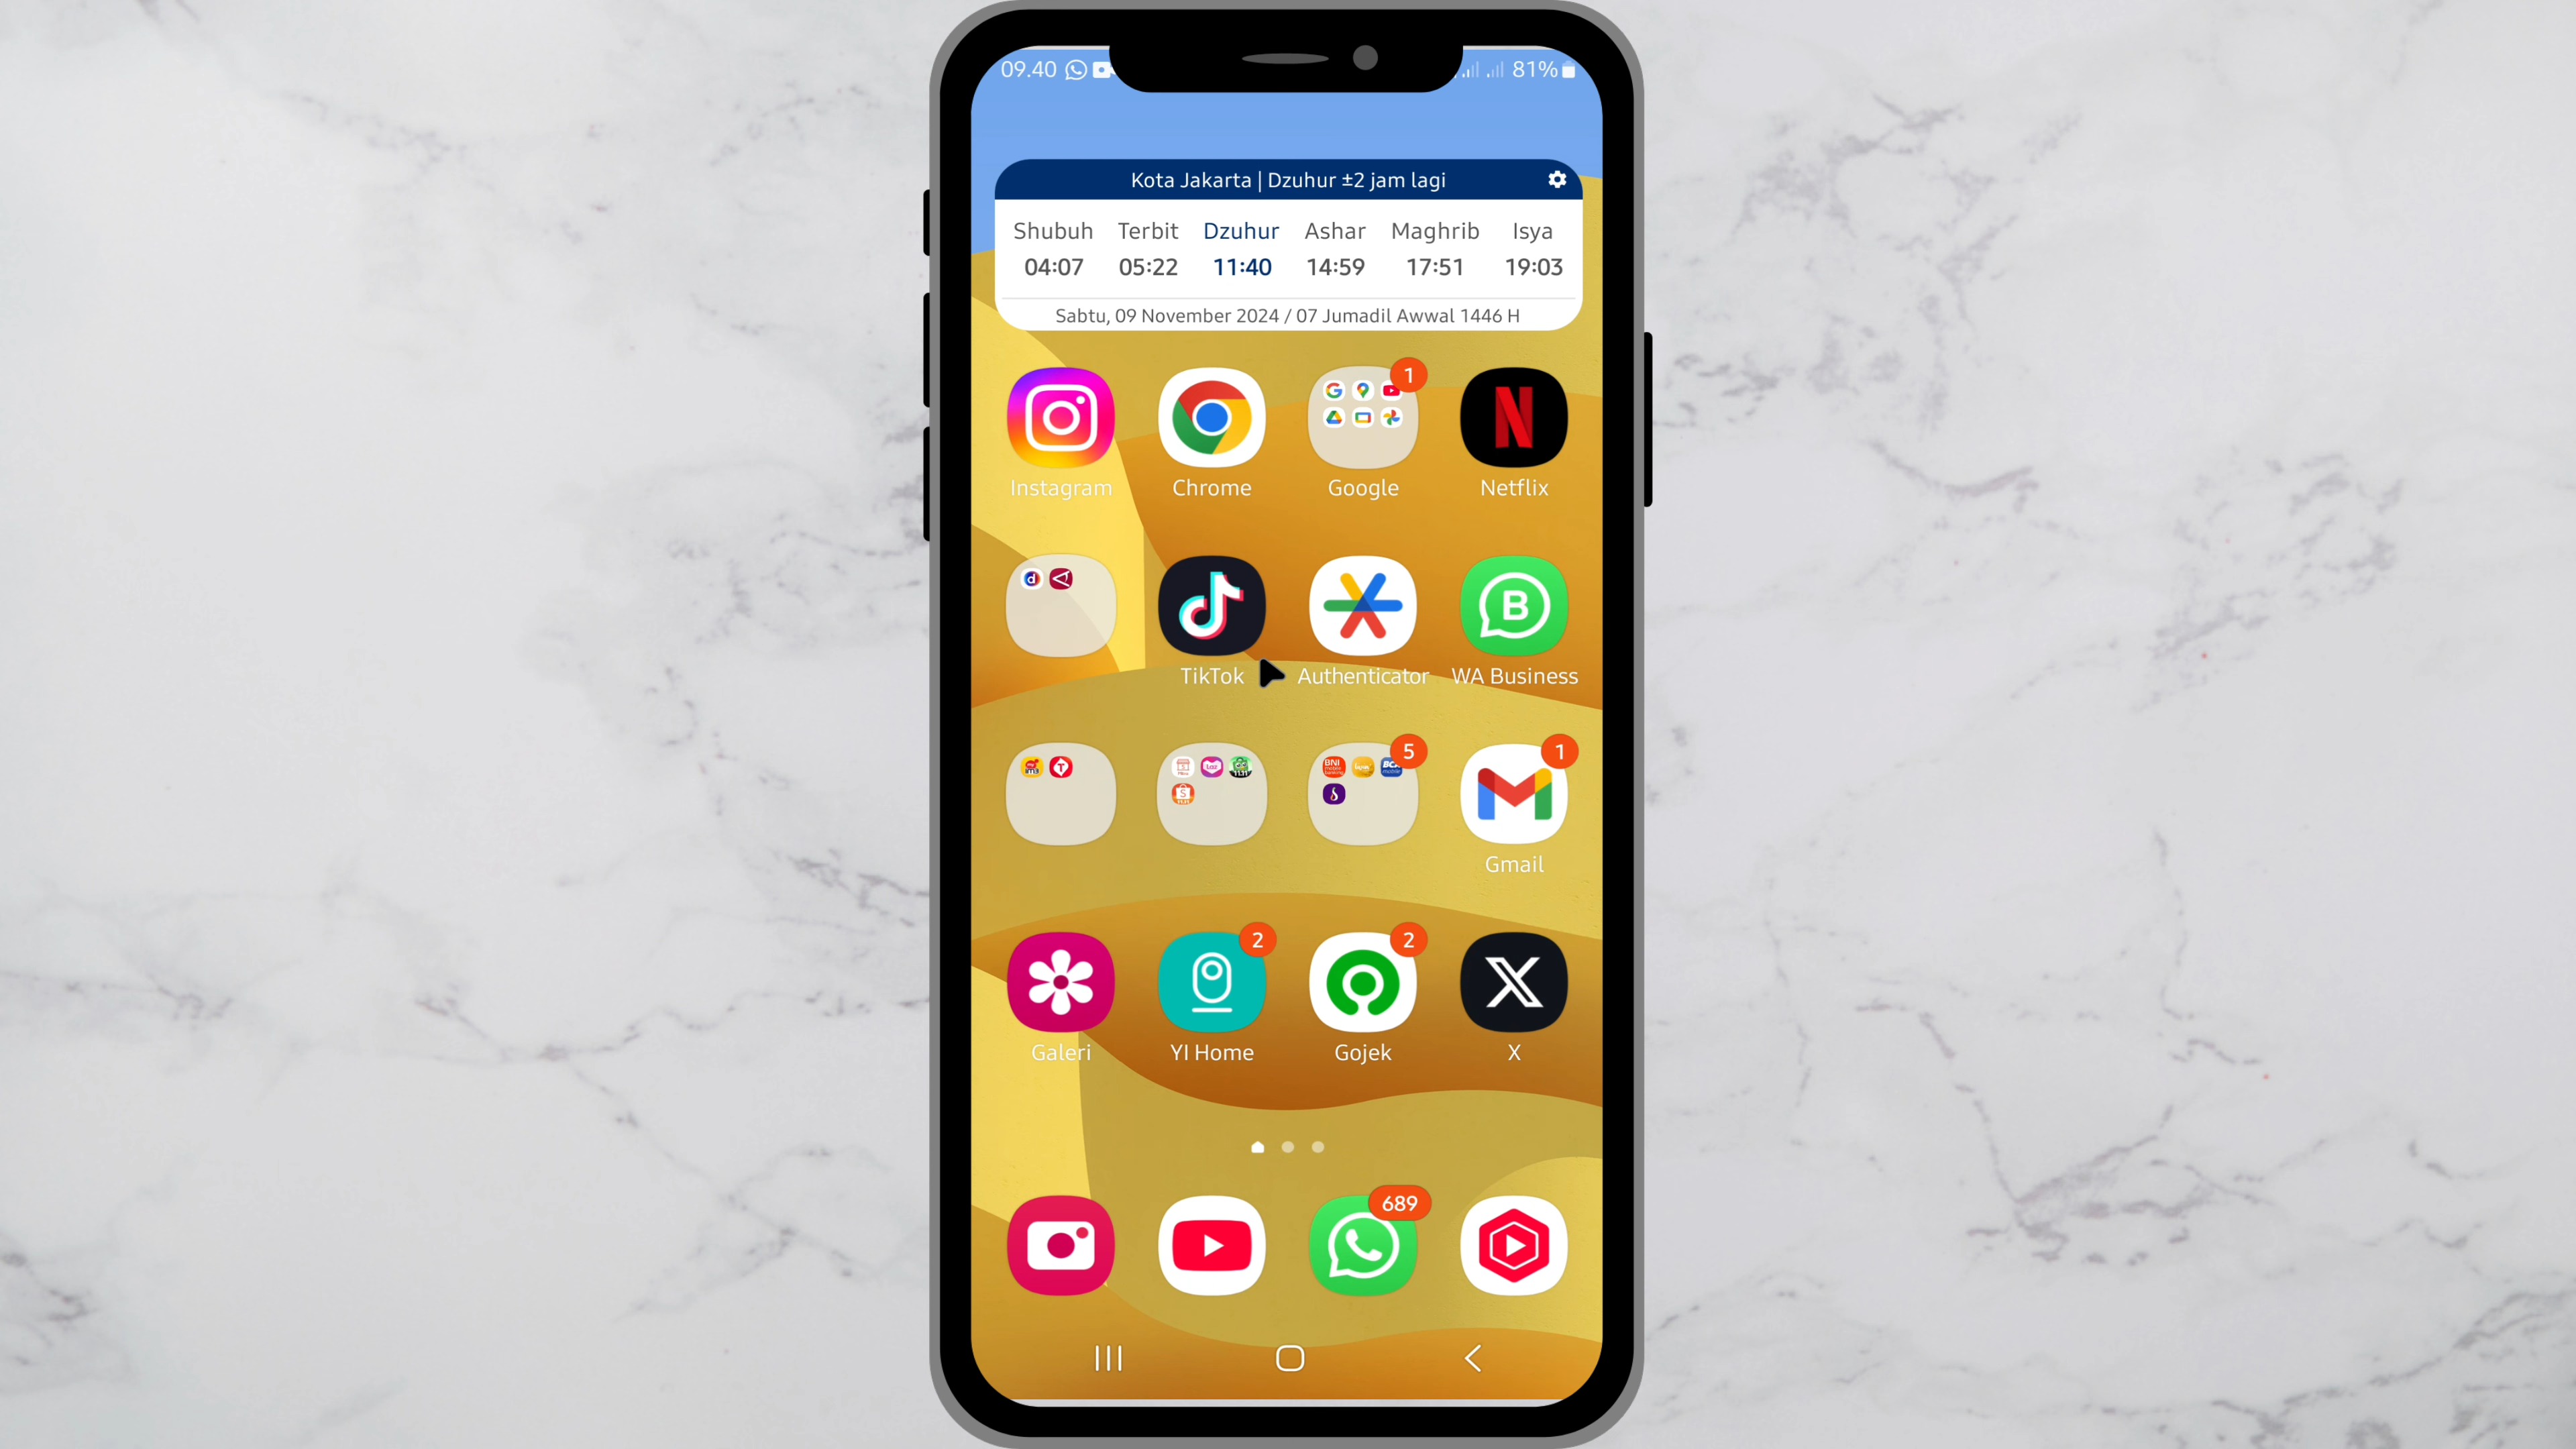 09.40
81%
Kota Jakarta | Dzuhur ±2 jam lagi
Shubuh Terbit Dzuhur Ashar Maghrib Isya
04:07 05:22 11:40 14:59 17:51 19:03
Sabtu, 09 November 2024 / 07 Jumadil Awwal 1446 H
1
Instagram Chrome Google Netflix
B
TikTok Authenticator WA Business
5 1
Gmail
2 2
Galeri YI Home Gojek X
689